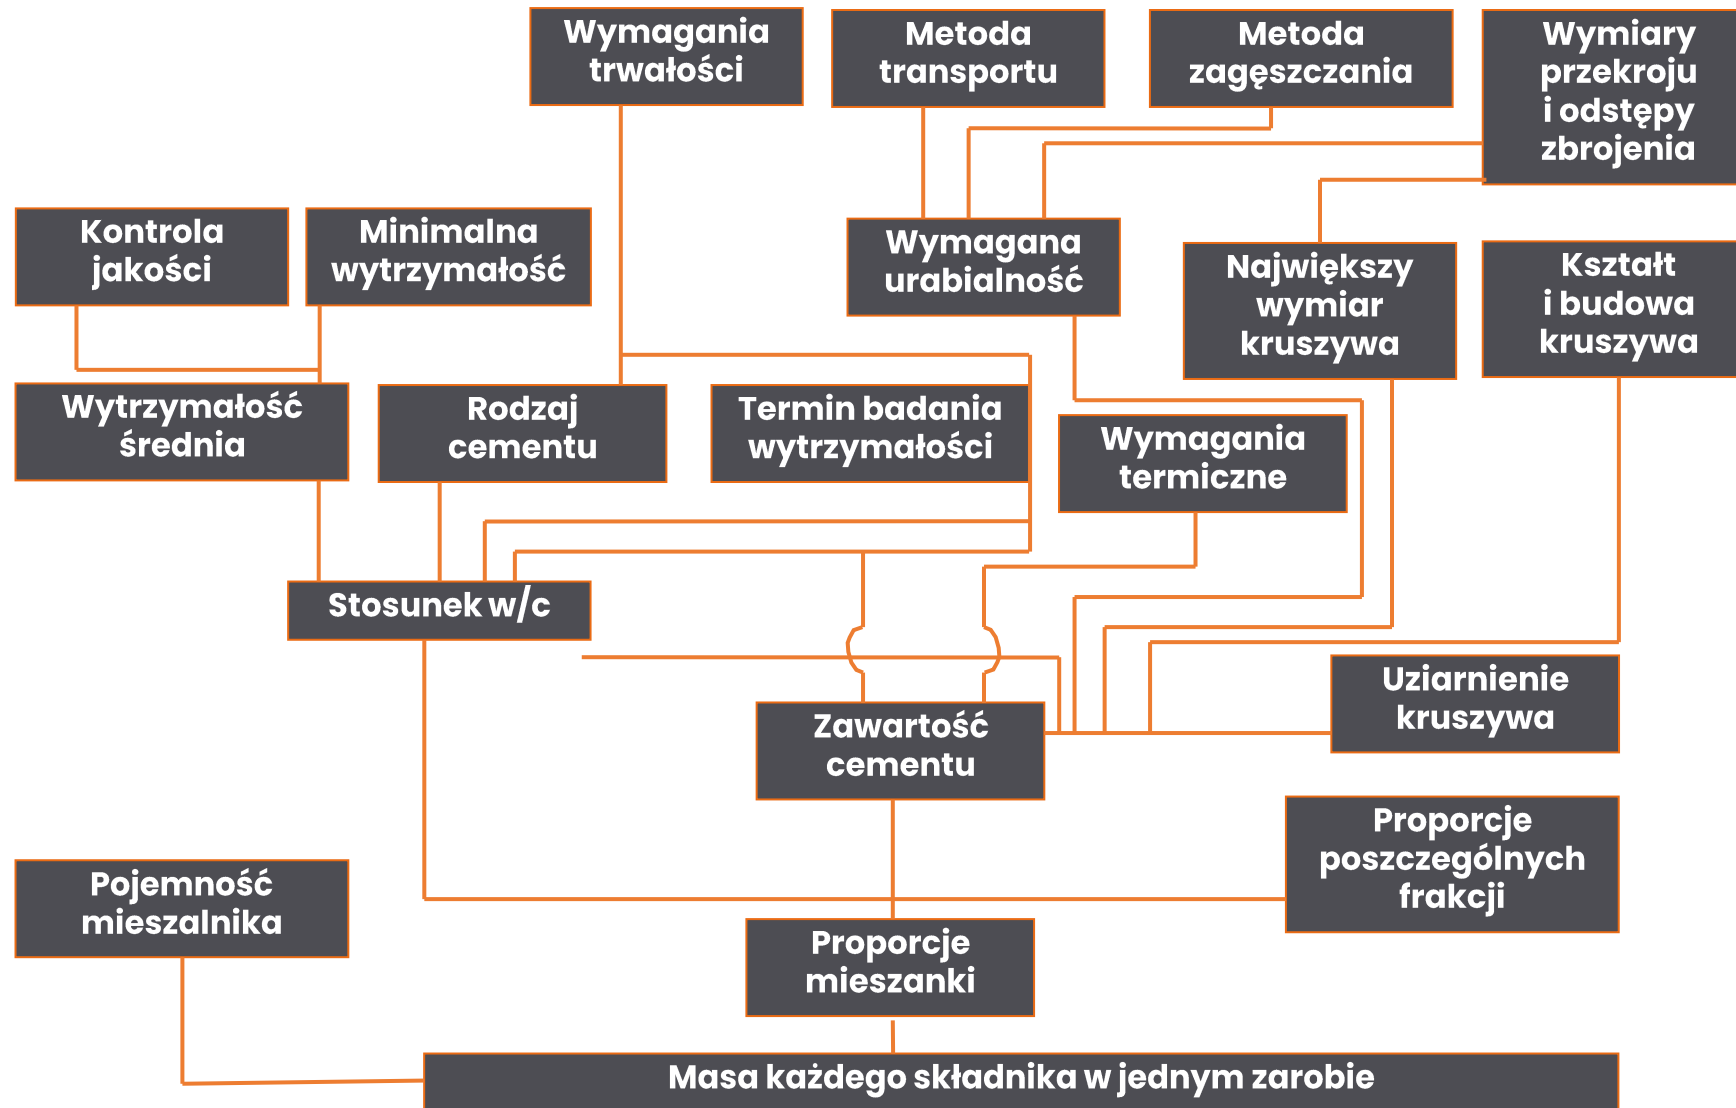 Wymagania
trwałości
Metoda
transportu
Metoda
zagęszczania
Wymiary
przekroju
i odstępy
zbrojenia
Kontrola
jakości
Minimalna
wytrzymałość
Wymagana
urabialność
Największy
wymiar
kruszywa
Kształt
i budowa
kruszywa
Wytrzymałość
średnia
Rodzaj
cementu
Termin badania
wytrzymałości
Wymagania
termiczne
Stosunek w/c
Uziarnienie
kruszywa
Zawartość
cementu
Proporcje
poszczególnych
frakcji
Pojemność
mieszalnika
Proporcje
mieszanki
Masa każdego składnika w jednym zarobie